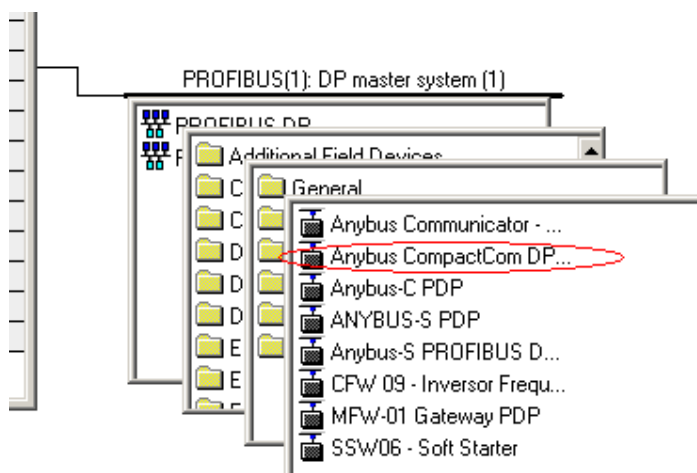 PROFIBUS(1): DP master system (1)
PROFIBUS DP
Additional Field Devices
General
Anybus Communicator - ...
Anybus CompactCom DP...
Anybus-C PDP
ANYBUS-S PDP
Anybus-S PROFIBUS D...
CFW 09 - Inversor Frequ...
MFW-01 Gateway PDP
SSW06 - Soft Starter